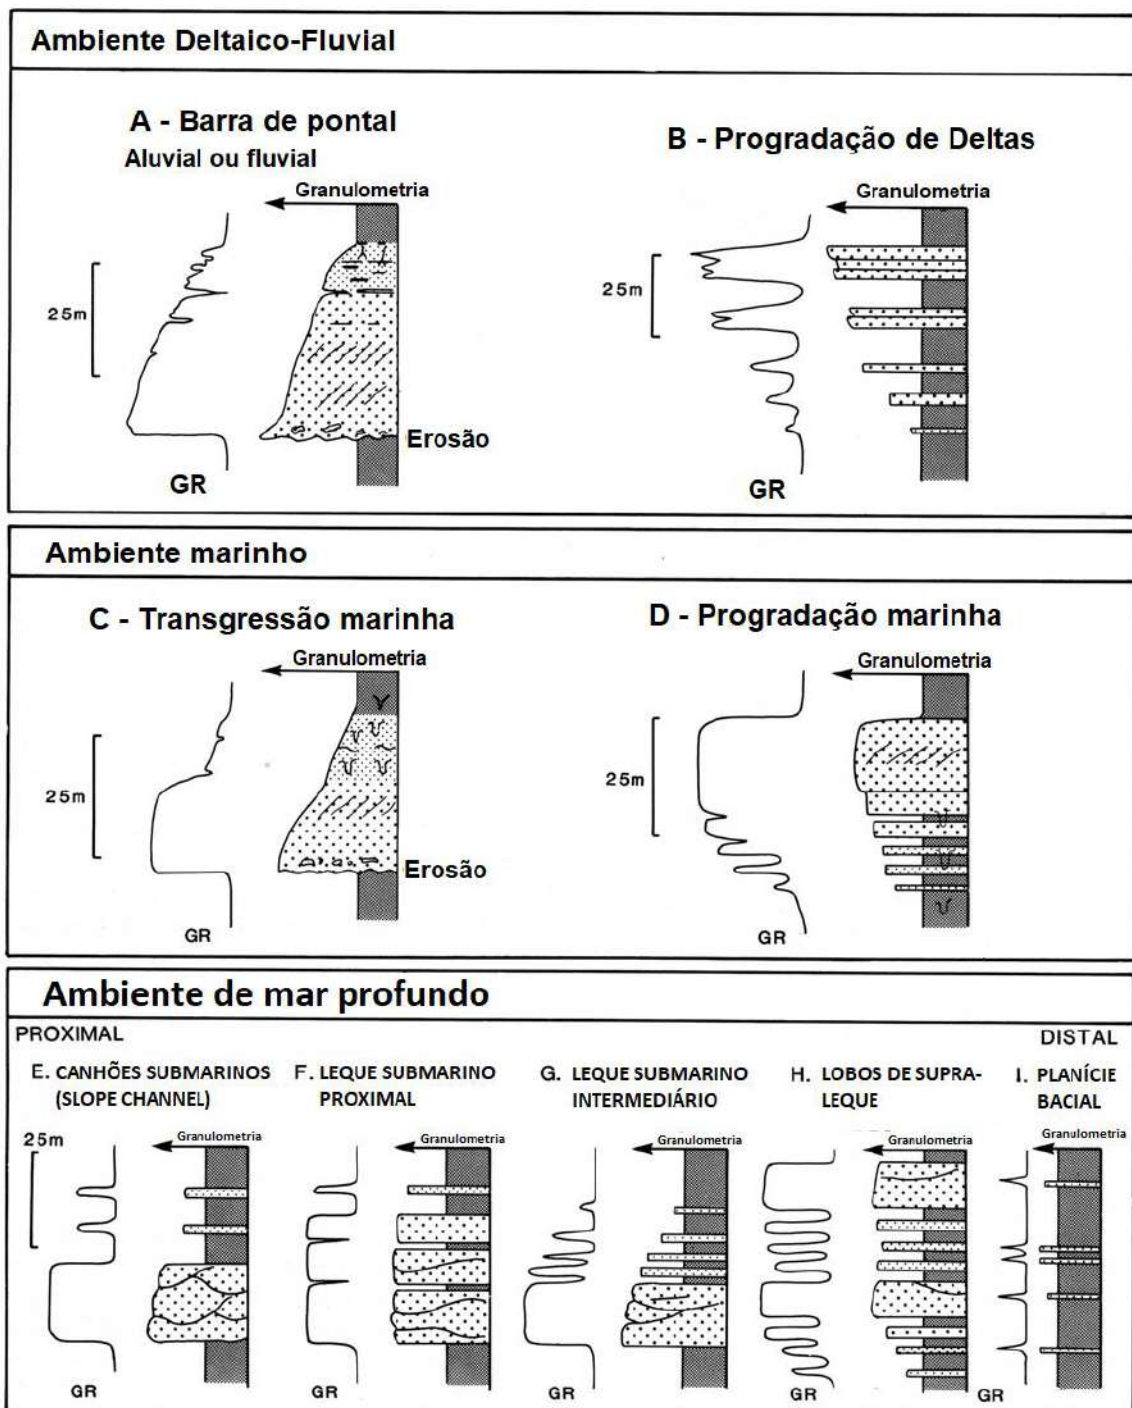 Ambiente Deltaico-Fluvial
A - Barra de pontal
Aluvial ou fluvial
Granulometria
25m
Erosão
GR
B - Progradação de Deltas
Granulometria
25m
GR
Ambiente marinho
C - Transgressão marinha
Granulometria
25m
Erosão
GR
D - Progradação marinha
Granulometria
25m
GR
Ambiente de mar profundo
PROXIMAL
DISTAL
E. CANHÕES SUBMARINOS
(SLOPE CHANNEL)
25m
Granulometria
GR
F. LEQUE SUBMARINO
PROXIMAL
Granulometria
GR
G. LEQUE SUBMARINO
INTERMEDIÁRIO
Granulometria
GR
H. LOBOS DE SUPRA-
LEQUE
Granulometria
GR
I. PLANÍCIE
BACIAL
Granulometria
GR